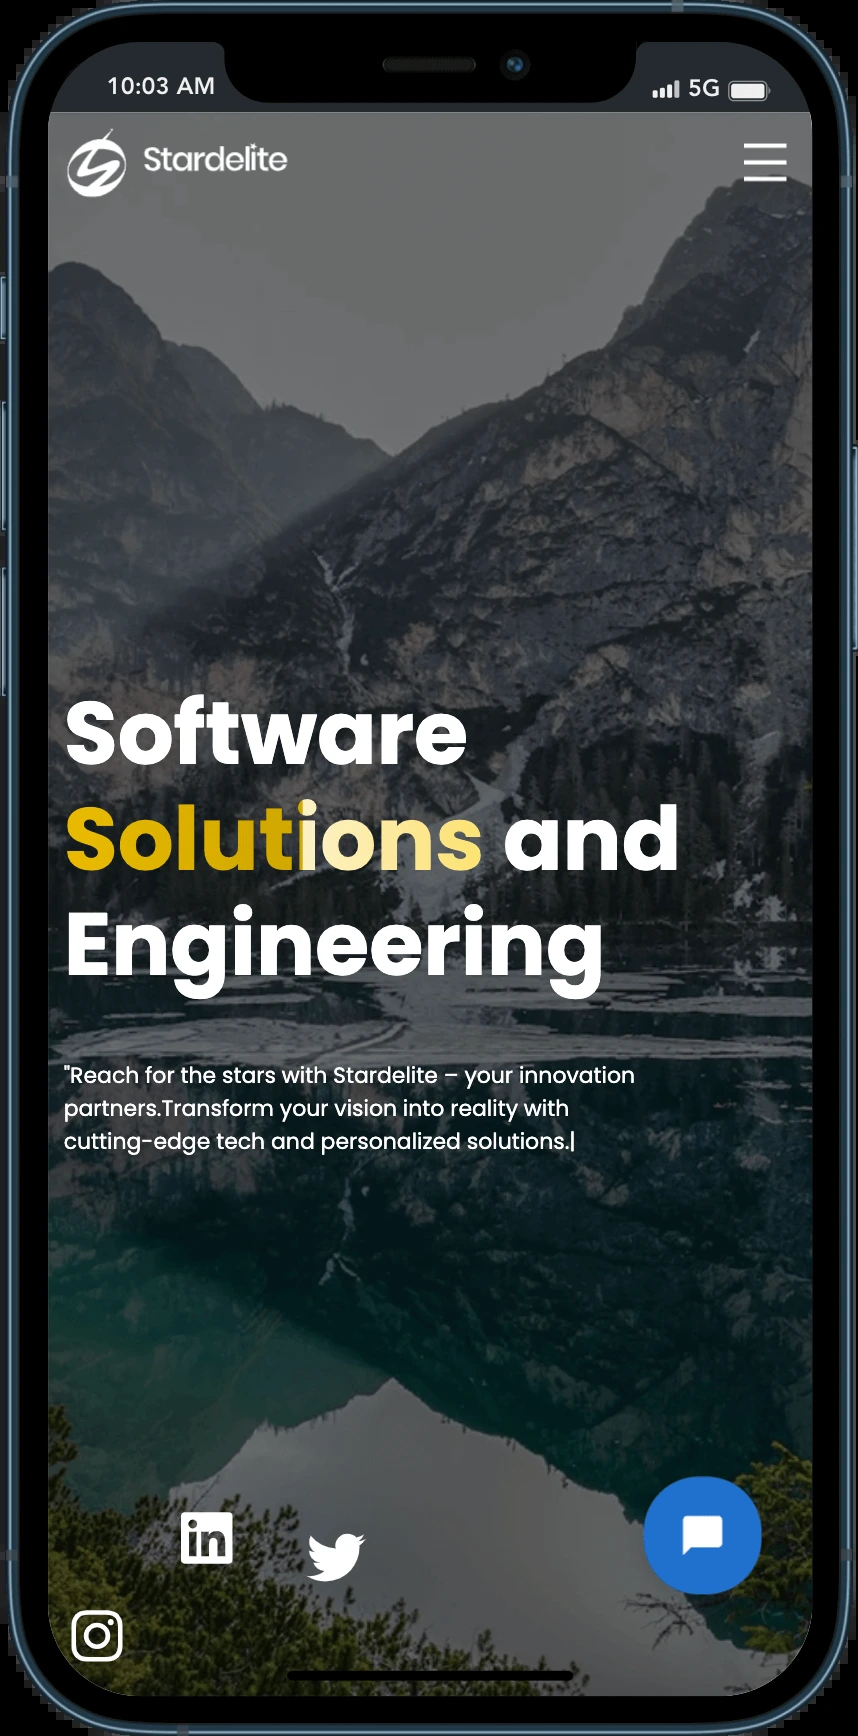 10:03 AM
5G
Stardelite
Software
Solutions and
Engineering
"Reach for the stars with Stardelite – your innovation
partners.Transform your vision into reality with
cutting-edge tech and personalized solutions.|
in